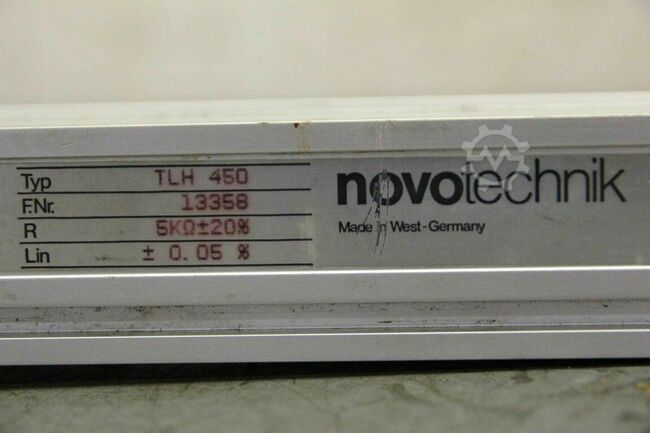 Typ TLH 450
F.Nr. 13358
R 5KΩ±20%
Lin ± 0.05 %
novotechnik
Made in West-Germany